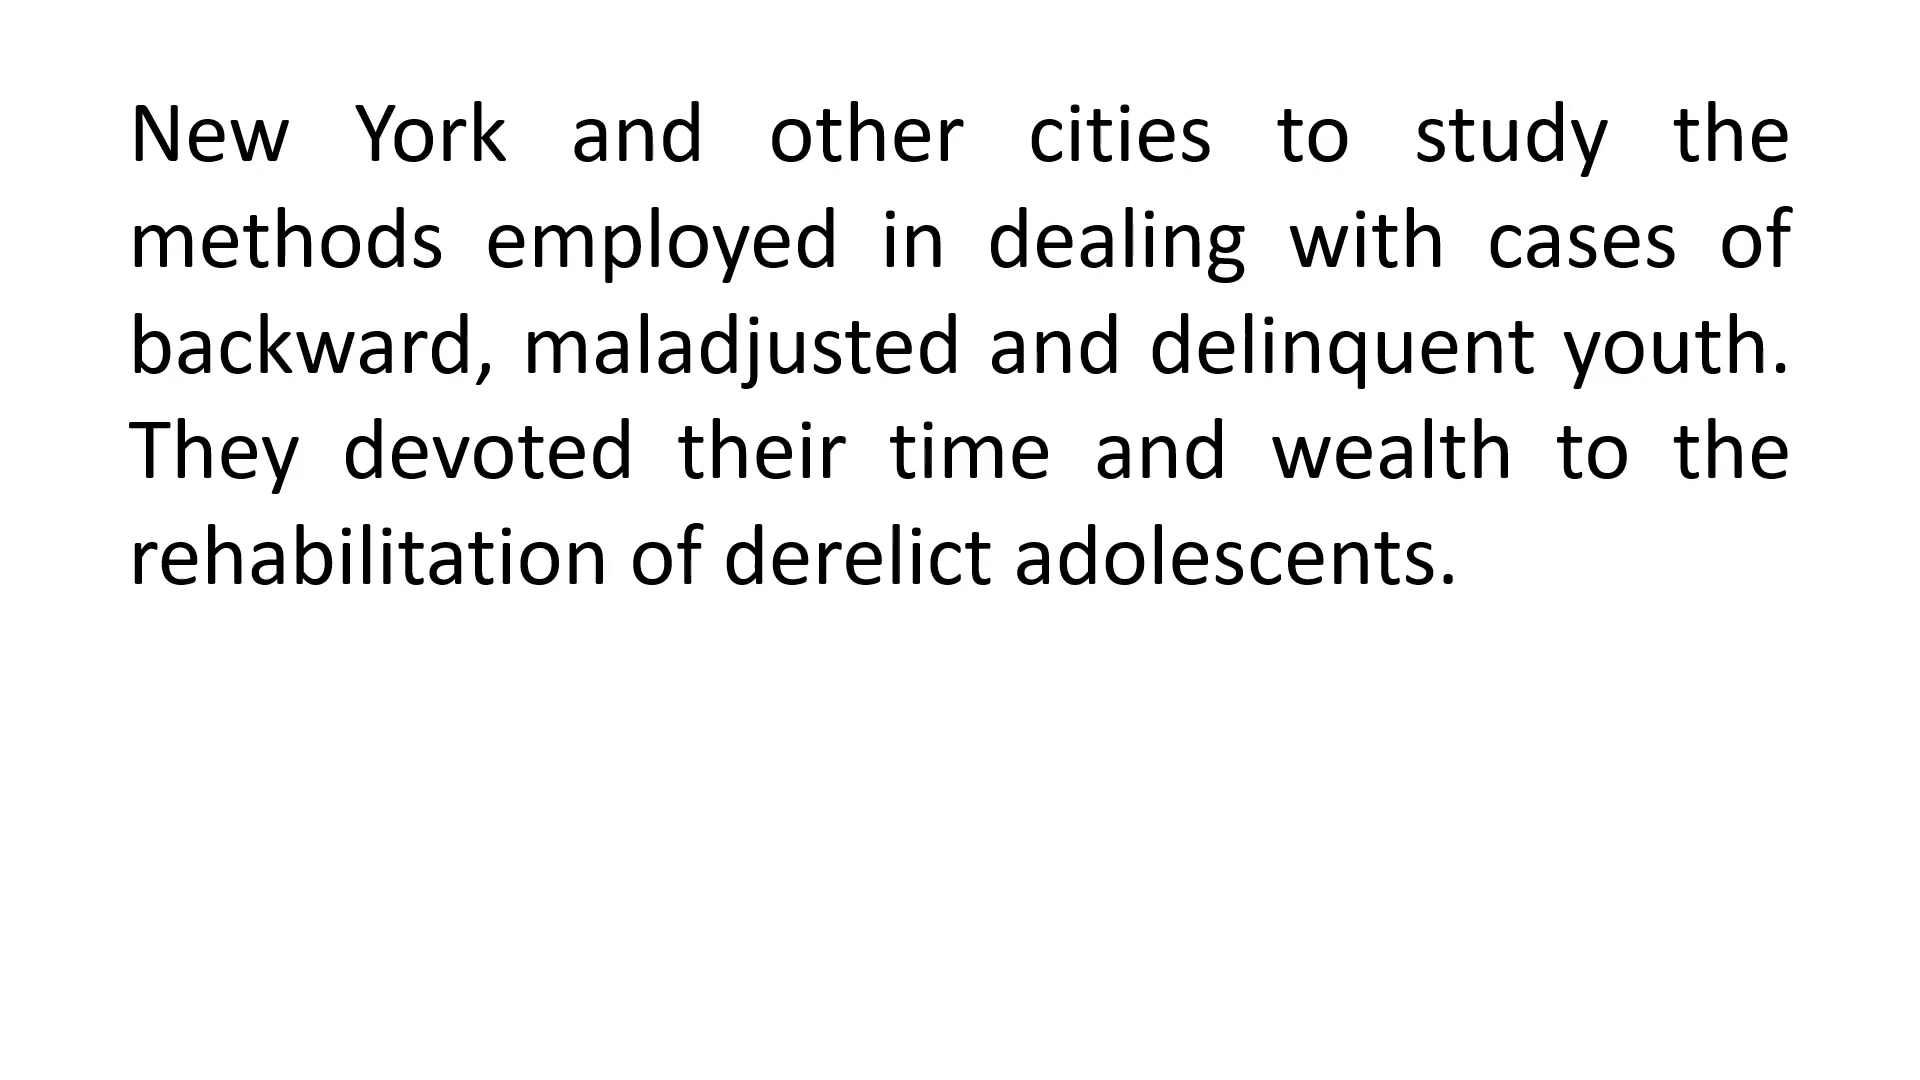 New York and other cities to study the
methods employed in dealing with cases of
backward, maladjusted and delinquent youth.
They devoted their time and wealth to the
rehabilitation of derelict adolescents.